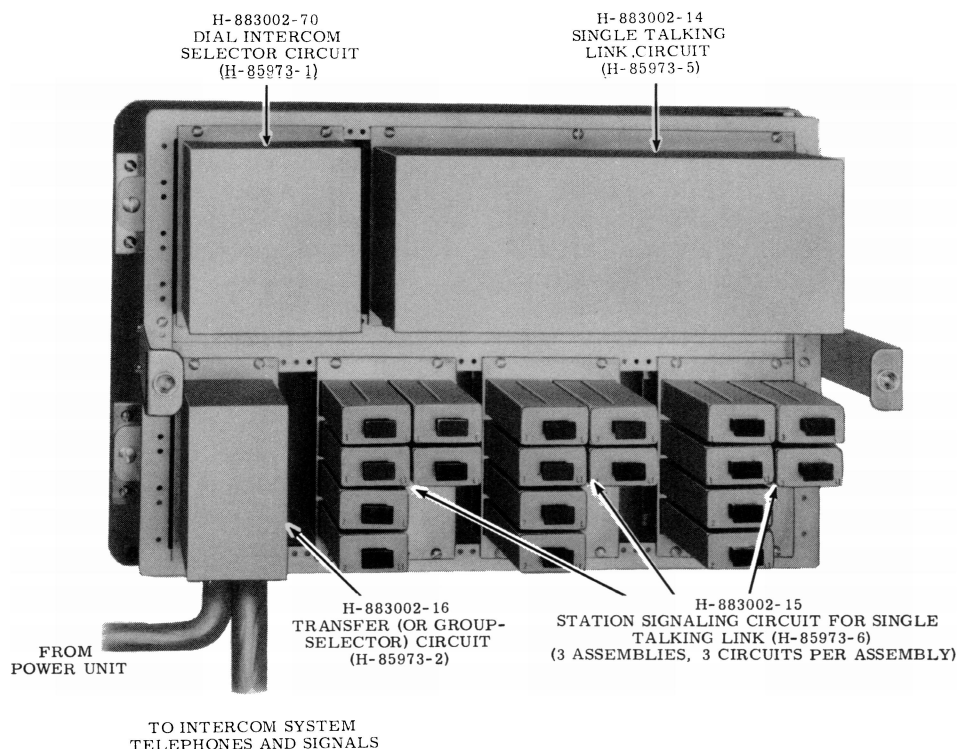 H-883002-70
DIAL INTERCOM
SELECTOR CIRCUIT
(H-85973-1)
H-883002-14
SINGLE TALKING
LINK CIRCUIT
(H-85973-5)
H-883002-16
TRANSFER (OR GROUP-
SELECTOR) CIRCUIT
(H-85973-2)
H-883002-15
STATION SIGNALING CIRCUIT FOR SINGLE
TALKING LINK (H-85973-6)
(3 ASSEMBLIES, 3 CIRCUITS PER ASSEMBLY)
FROM
POWER UNIT
TO INTERCOM SYSTEM
TELEPHONES AND SIGNALS